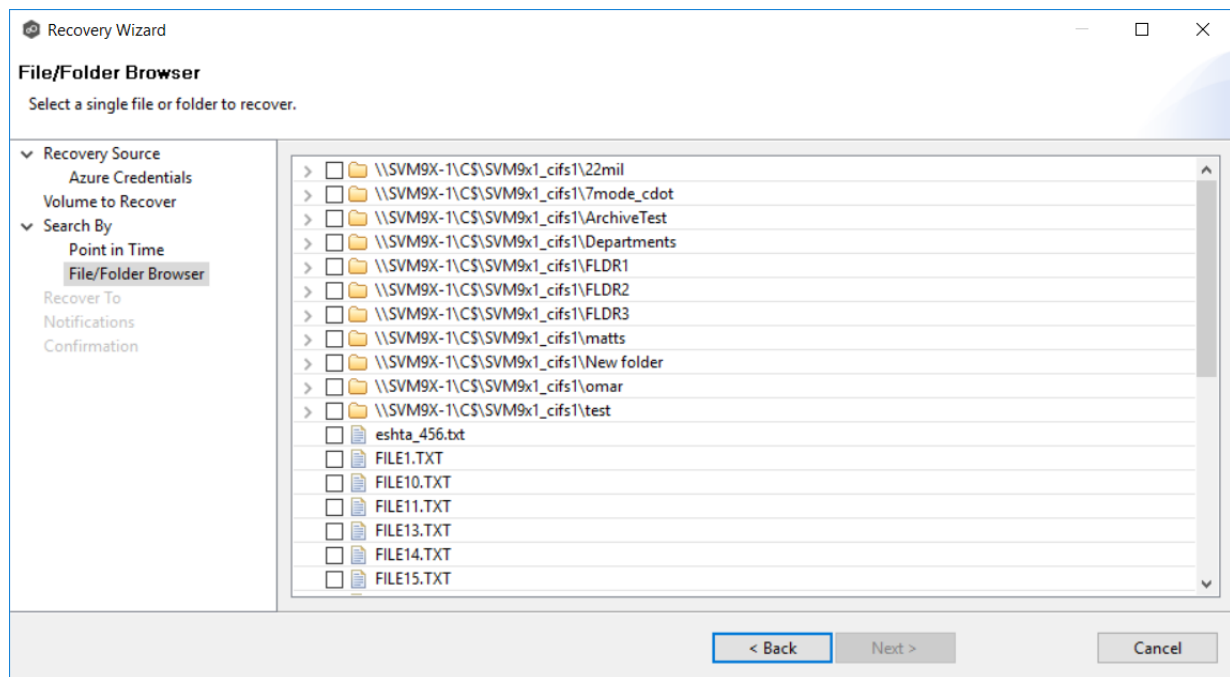 Recovery Wizard
File/Folder Browser
Select a single file or folder to recover.
Recovery Source
Azure Credentials
Volume to Recover
Search By
Point in Time
File/Folder Browser
Recover To
Notifications
Confirmation
\\SVM9X-1\C$\SVM9x1_cifs1\22mil
\\SVM9X-1\C$\SVM9x1_cifs1\7mode_cdot
\\SVM9X-1\C$\SVM9x1_cifs1\ArchiveTest
\\SVM9X-1\C$\SVM9x1_cifs1\Departments
\\SVM9X-1\C$\SVM9x1_cifs1\FLDR1
\\SVM9X-1\C$\SVM9x1_cifs1\FLDR2
\\SVM9X-1\C$\SVM9x1_cifs1\FLDR3
\\SVM9X-1\C$\SVM9x1_cifs1\matts
\\SVM9X-1\C$\SVM9x1_cifs1\New folder
\\SVM9X-1\C$\SVM9x1_cifs1\omar
\\SVM9X-1\C$\SVM9x1_cifs1\test
eshta_456.txt
FILE1.TXT
FILE10.TXT
FILE11.TXT
FILE13.TXT
FILE14.TXT
FILE15.TXT
< Back
Next >
Cancel